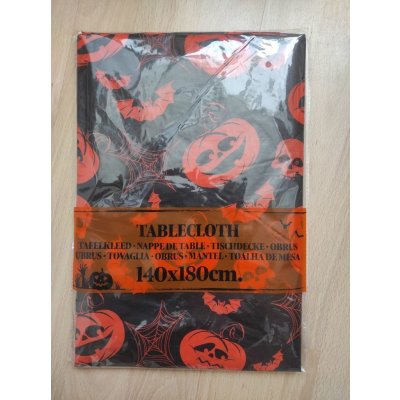 TABLECLOTH
TAFELKLEED · NAPPE DE TABLE · TISCHDECKE · OBRUS
UBRUS · TOVAGLIA · OBRUS · MANTEL · TOALHA DE MESA
140x180cm.